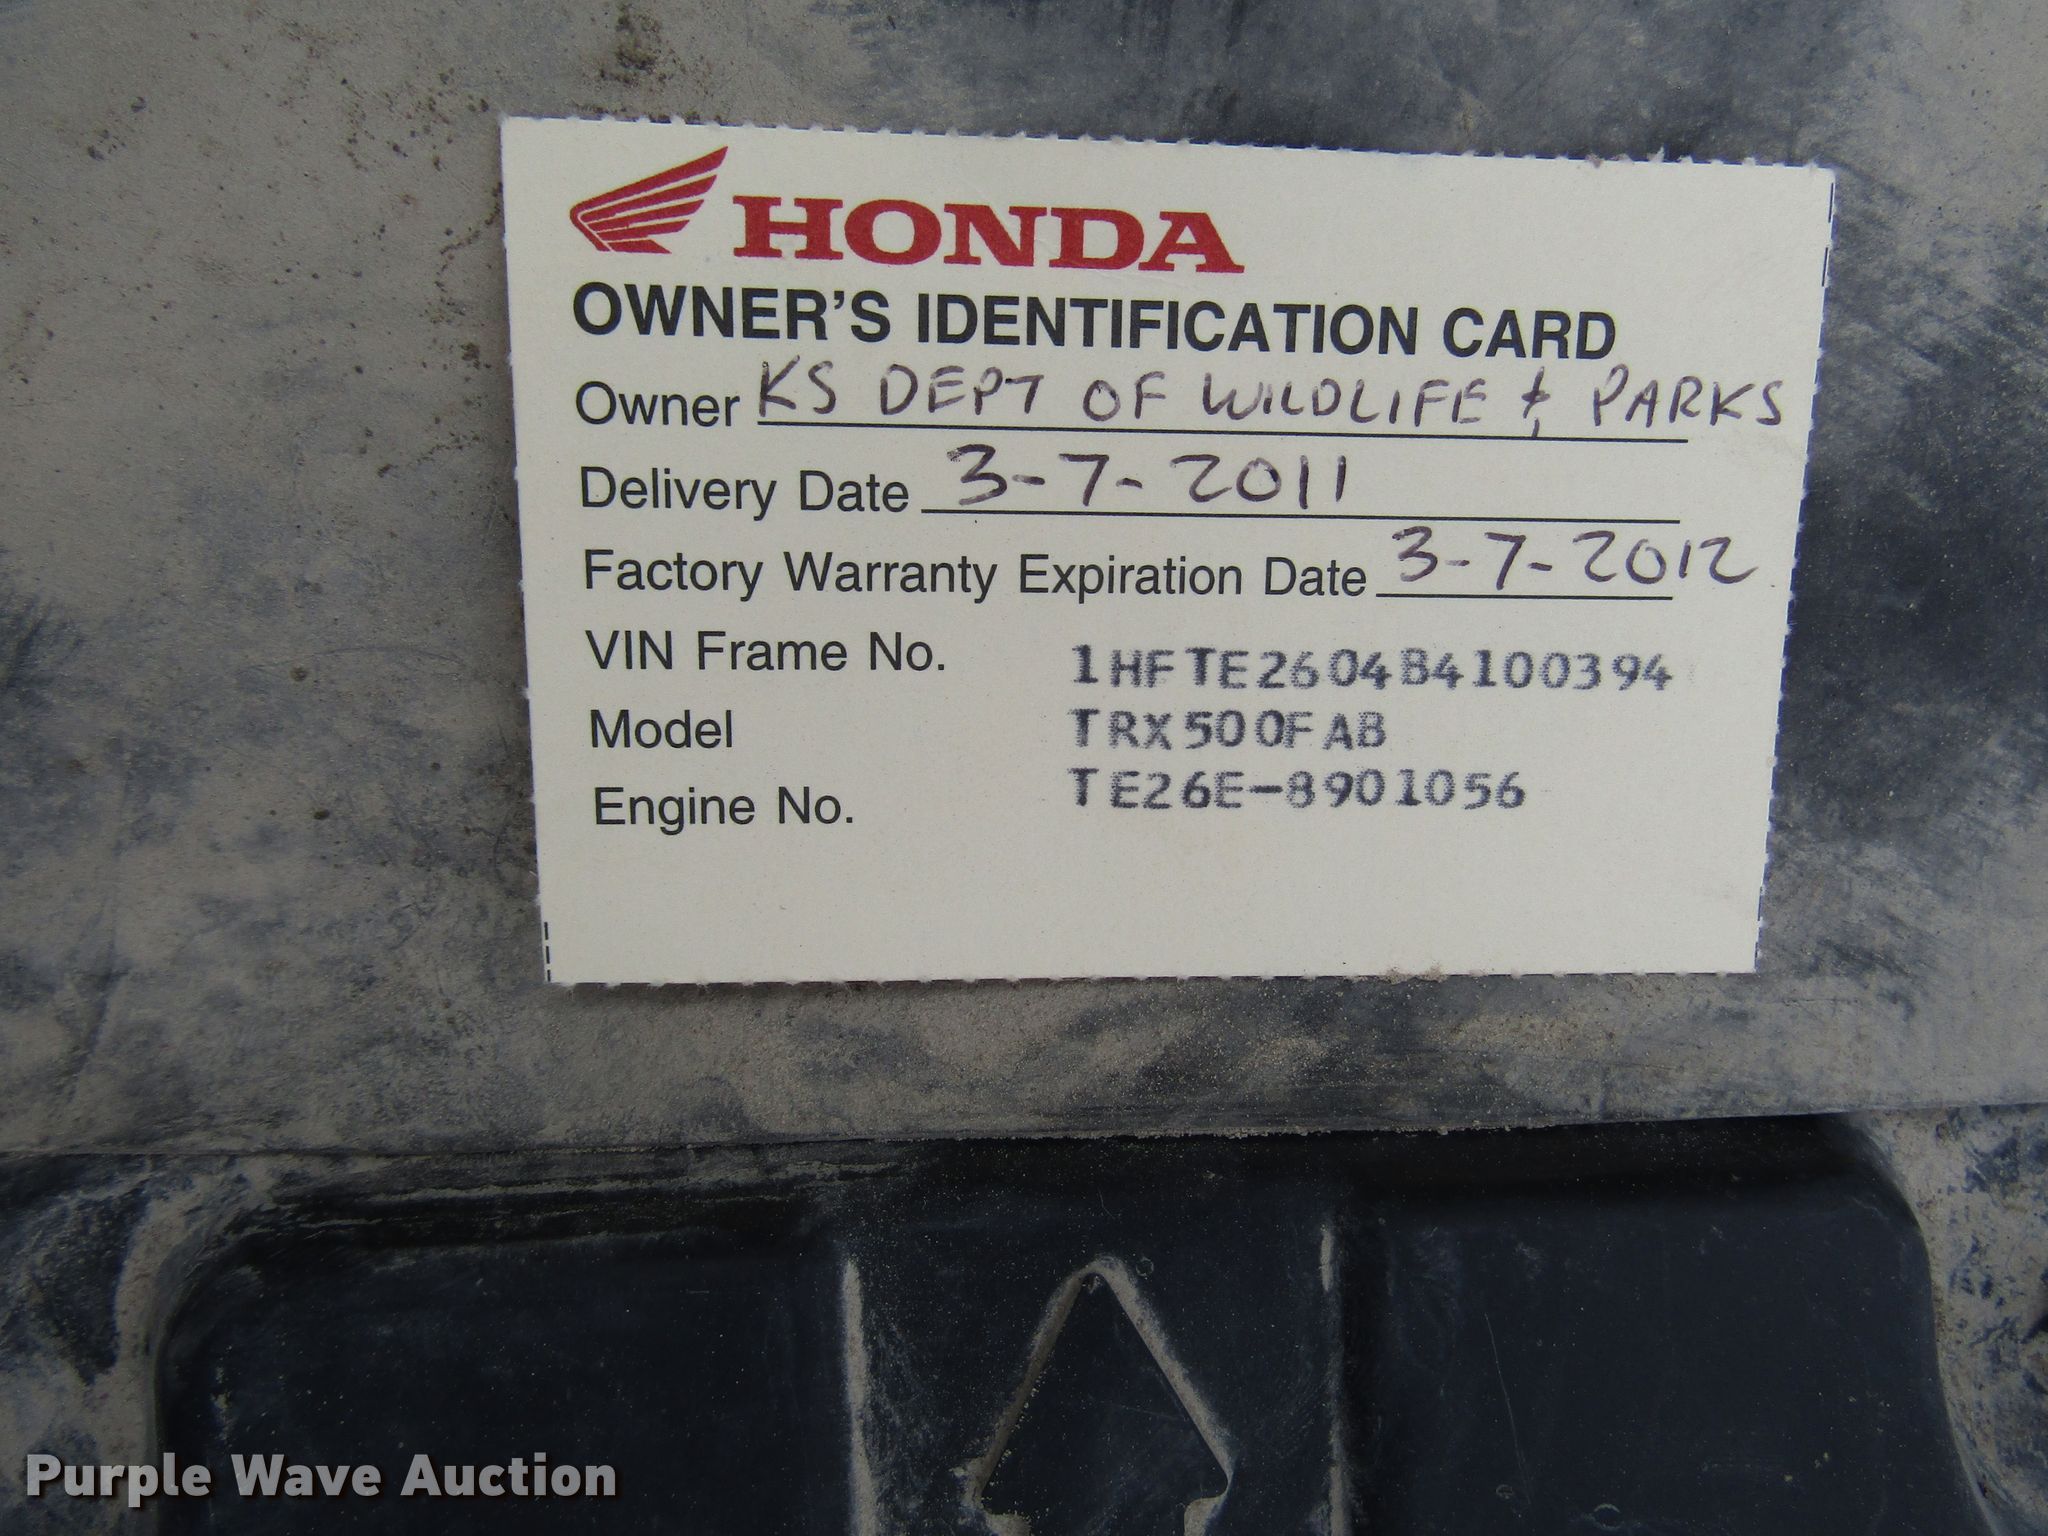 HONDA
OWNER'S IDENTIFICATION CARD
Owner KS DEPT OF WILDLIFE & PARKS
Delivery Date 3-7-2011
Factory Warranty Expiration Date 3-7-2012
VIN Frame No. 1HFTE2604B4100394
Model TRX500FAB
Engine No. TE26E-8901056
Purple Wave Auction